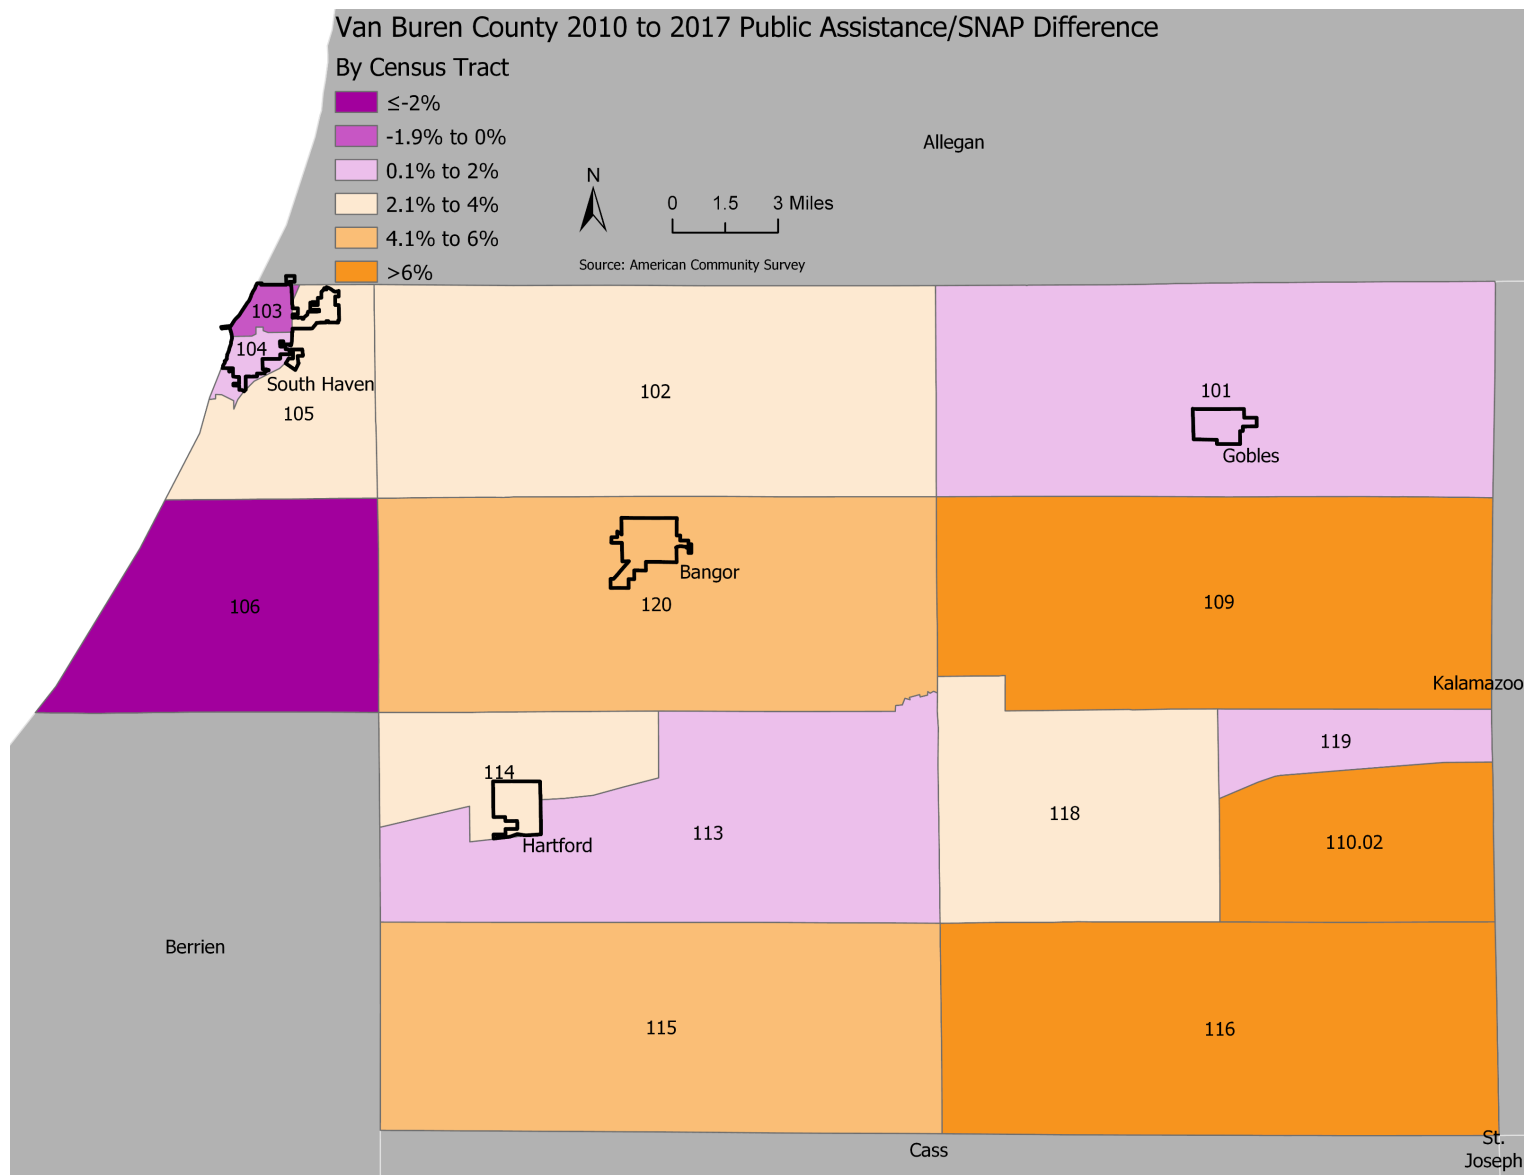 Van Buren County 2010 to 2017 Public Assistance/SNAP Difference
By Census Tract
≤-2%
-1.9% to 0%
0.1% to 2%
2.1% to 4%
4.1% to 6%
>6%
N
0 1.5 3 Miles
Source: American Community Survey
Allegan
103
104
South Haven
105
102
101
Gobles
106
Bangor
120
109
Kalamazoo
114
Hartford
113
118
119
110.02
Berrien
115
116
Cass
St.
Joseph